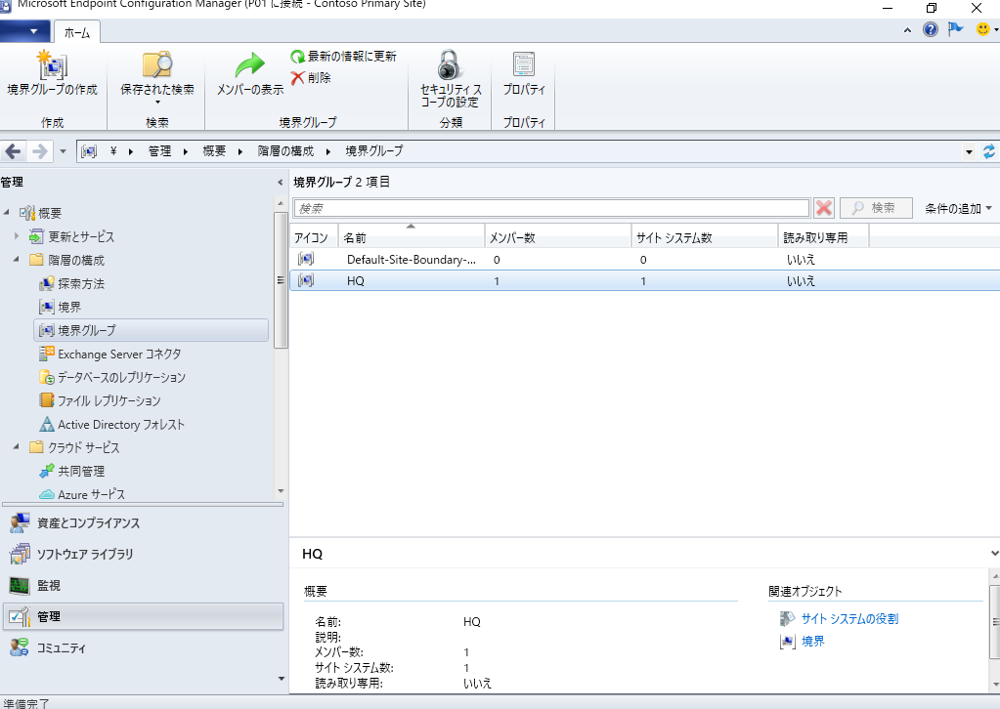 Microsoft Endpoint Configuration Manager (P01 に接続 - Contoso Primary Site)
ホーム
境界グループの作成
保存された検索
メンバーの表示
最新の情報に更新
削除
セキュリティ ス
コープの設定
プロパティ
作成
検索
境界グループ
分類
プロパティ
¥ 管理 概要 階層の構成 境界グループ
管理
概要
更新とサービス
階層の構成
探索方法
境界
境界グループ
Exchange Server コネクタ
データベースのレプリケーション
ファイル レプリケーション
Active Directory フォレスト
クラウド サービス
共同管理
Azure サービス
資産とコンプライアンス
ソフトウェア ライブラリ
監視
管理
コミュニティ
境界グループ 2 項目
検索
検索
条件の追加
アイコン 名前 メンバー数 サイト システム数 読み取り専用
Default-Site-Boundary-... 0 0 いいえ
HQ 1 1 いいえ
HQ
概要
名前: HQ
説明:
メンバー数: 1
サイト システム数: 1
読み取り専用: いいえ
関連オブジェクト
サイト システムの役割
境界
準備完了